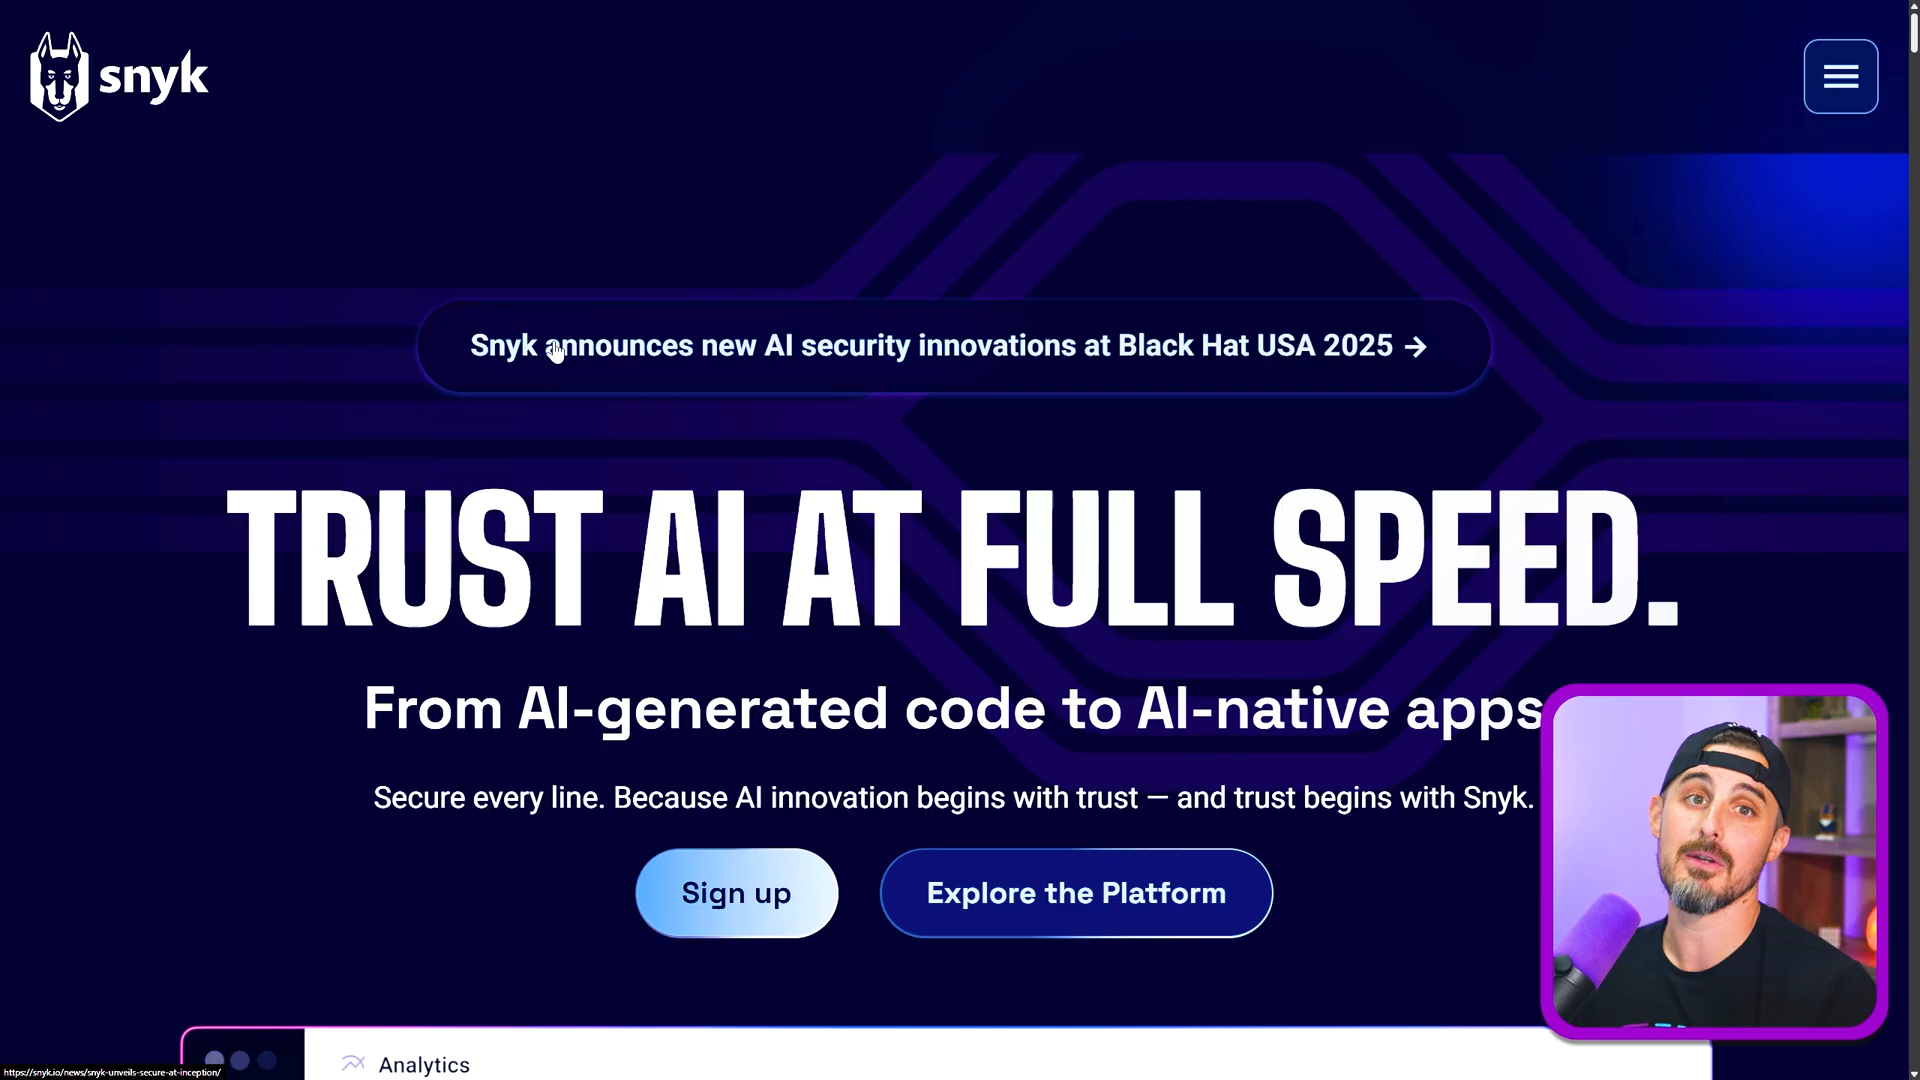 snyk
Snyk announces new AI security innovations at Black Hat USA 2025 →
TRUST AI AT FULL SPEED.
From AI-generated code to AI-native apps
Secure every line. Because AI innovation begins with trust — and trust begins with Snyk.
Sign up
Explore the Platform
Analytics
https://snyk.io/news/snyk-unveils-secure-at-inception/